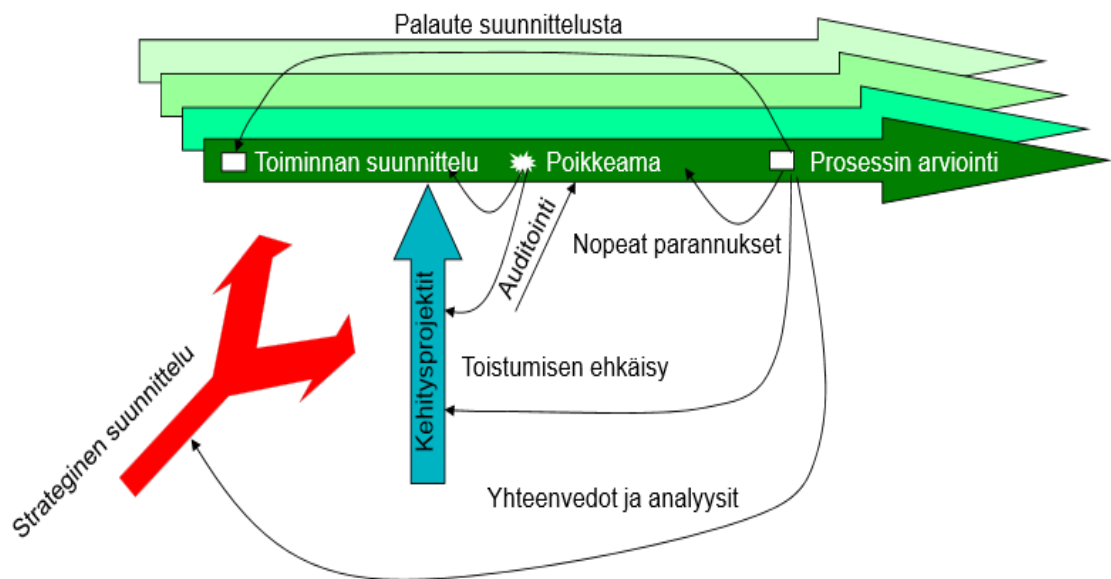 Palaute suunnittelusta
Toiminnan suunnittelu
Poikkeama
Prosessin arviointi
Auditointi
Nopeat parannukset
Kehitysprojektit
Toistumisen ehkäisy
Strateginen suunnittelu
Yhteenvedot ja analyysit